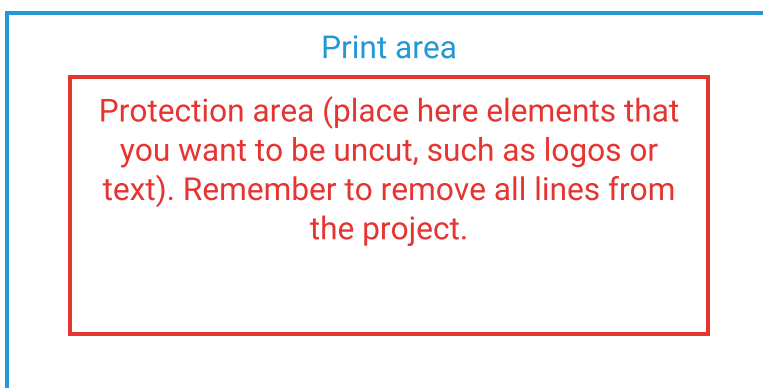 Print area
Protection area (place here elements that
you want to be uncut, such as logos or
text). Remember to remove all lines from
the project.